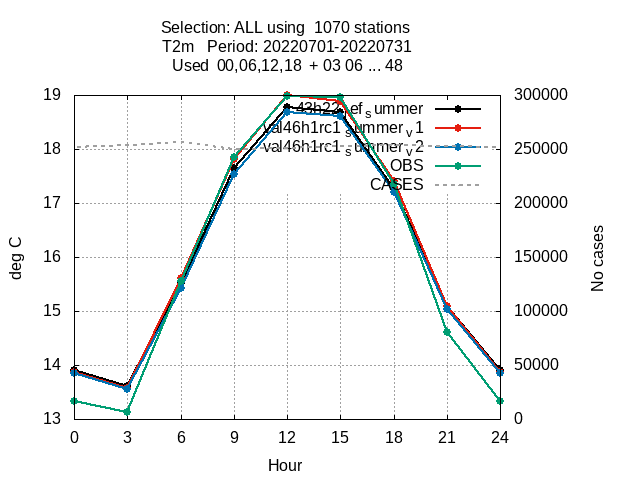 Selection: ALL using  1070 stations
T2m   Period: 20220701-20220731
Used  00,06,12,18  + 03 06 ... 48
19 300000
43h22_ef_summer
val46h1rc1_summer_v1
18 val46h1rc1_summer_v2 250000
OBS
CASES
17 200000
16 150000
deg C No cases
15 100000
14 50000
13 0
0 3 6 9 12 15 18 21 24
Hour